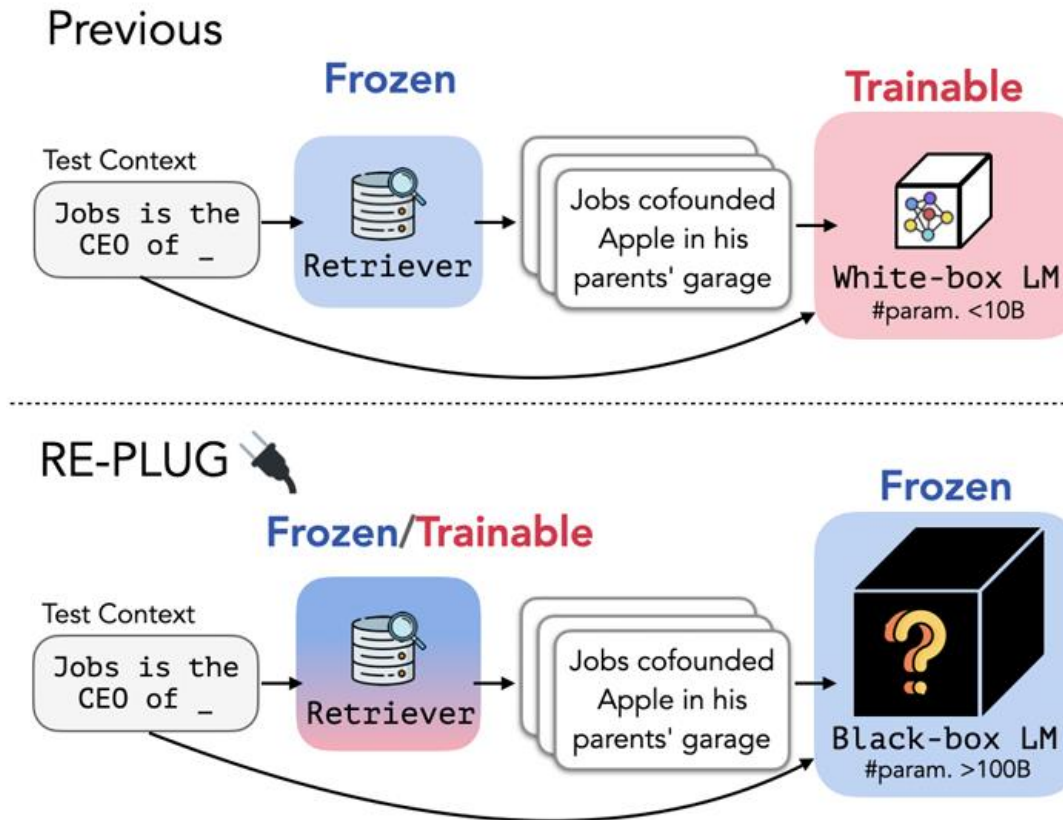 Previous
Frozen
Trainable
Test Context
Jobs is the
CEO of _
Retriever
Jobs cofounded
Apple in his
parents' garage
White-box LM
#param. <10B
RE-PLUG
Frozen/Trainable
Frozen
Test Context
Jobs is the
CEO of _
Retriever
Jobs cofounded
Apple in his
parents' garage
?
Black-box LM
#param. >100B